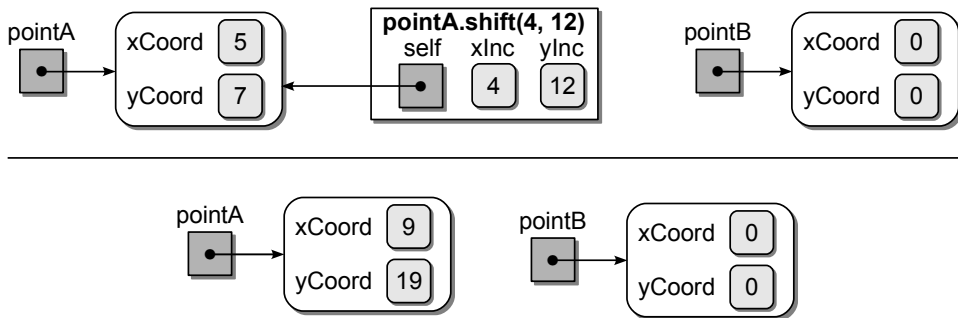 pointA
xCoord 5
yCoord 7
pointA.shift(4, 12)
self xInc yInc
4 12
pointB
xCoord 0
yCoord 0
pointA
xCoord 9
yCoord 19
pointB
xCoord 0
yCoord 0